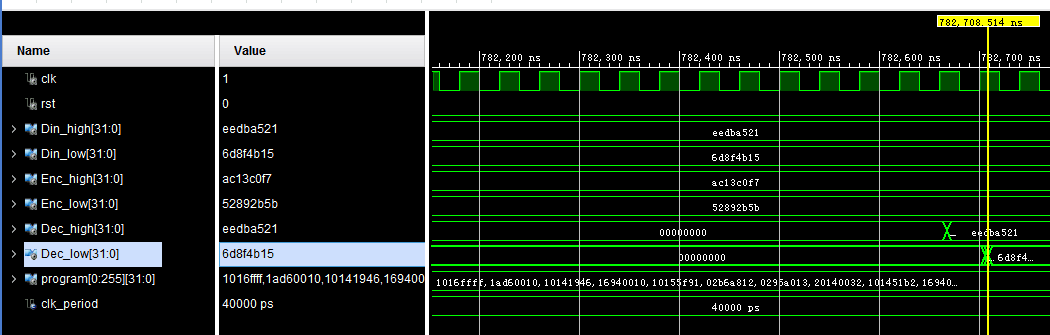 782,708.514 ns
Name Value
782,200 ns 782,300 ns 782,400 ns 782,500 ns 782,600 ns 782,700 ns
clk 1
rst 0
Din_high[31:0] eedba521 eedba521
Din_low[31:0] 6d8f4b15 6d8f4b15
Enc_high[31:0] ac13c0f7 ac13c0f7
Enc_low[31:0] 52892b5b 52892b5b
Dec_high[31:0] eedba521 00000000 eedba521
Dec_low[31:0] 6d8f4b15 00000000 6d8f4...
program[0:255][31:0] 1016ffff,1ad60010,10141946,169400 1016ffff,1ad60010,10141946,16940010,10155f91,02b6a812,0295a013,20140032,101451b2,16940...
clk_period 40000 ps 40000 ps